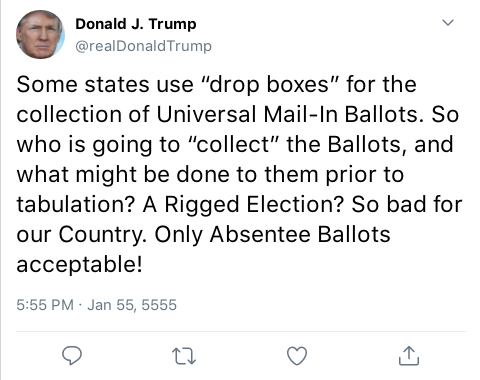 Donald J. Trump
@realDonaldTrump
Some states use “drop boxes” for the
collection of Universal Mail-In Ballots. So
who is going to “collect” the Ballots, and
what might be done to them prior to
tabulation? A Rigged Election? So bad for
our Country. Only Absentee Ballots
acceptable!
5:55 PM · Jan 55, 5555